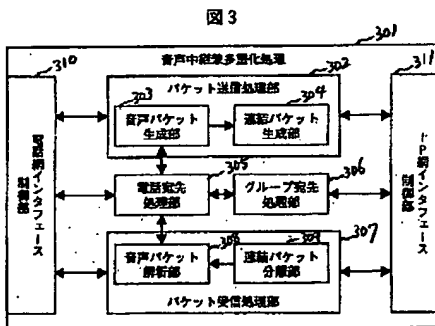 図3
301
音声中継兼多重化処理
310
302
311
パケット送信処理部
303
304
音声パケット
生成部
連結パケット
生成部
305
306
電話宛先
処理部
グループ宛先
処理部
インタフェース
制御部
IP網インタフェース
制御部
308
309
307
音声パケット
解析部
連結パケット
分離部
パケット受信処理部